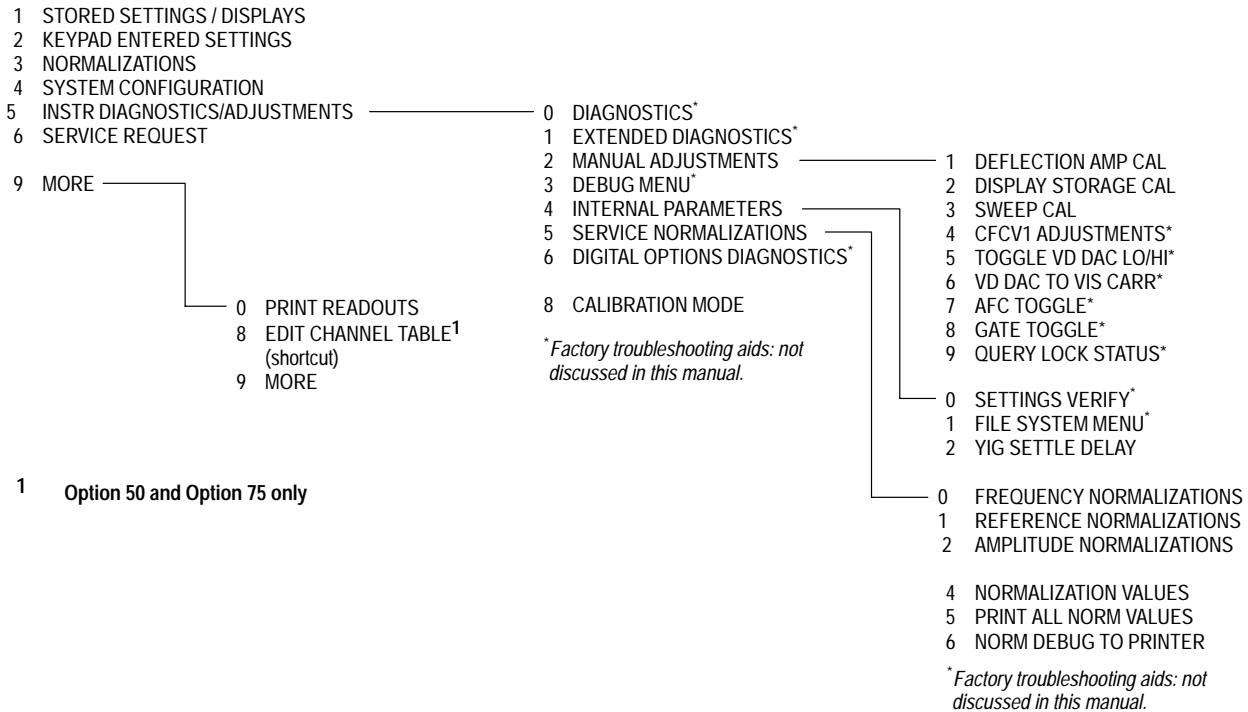 1 STORED SETTINGS / DISPLAYS
2 KEYPAD ENTERED SETTINGS
3 NORMALIZATIONS
4 SYSTEM CONFIGURATION
5 INSTR DIAGNOSTICS/ADJUSTMENTS
6 SERVICE REQUEST
9 MORE
0 PRINT READOUTS
8 EDIT CHANNEL TABLE1
(shortcut)
9 MORE
1 Option 50 and Option 75 only
0 DIAGNOSTICS*
1 EXTENDED DIAGNOSTICS*
2 MANUAL ADJUSTMENTS
3 DEBUG MENU*
4 INTERNAL PARAMETERS
5 SERVICE NORMALIZATIONS
6 DIGITAL OPTIONS DIAGNOSTICS*
8 CALIBRATION MODE
*Factory troubleshooting aids: not
discussed in this manual.
1 DEFLECTION AMP CAL
2 DISPLAY STORAGE CAL
3 SWEEP CAL
4 CFCV1 ADJUSTMENTS*
5 TOGGLE VD DAC LO/HI*
6 VD DAC TO VIS CARR*
7 AFC TOGGLE*
8 GATE TOGGLE*
9 QUERY LOCK STATUS*
0 SETTINGS VERIFY*
1 FILE SYSTEM MENU*
2 YIG SETTLE DELAY
0 FREQUENCY NORMALIZATIONS
1 REFERENCE NORMALIZATIONS
2 AMPLITUDE NORMALIZATIONS
4 NORMALIZATION VALUES
5 PRINT ALL NORM VALUES
6 NORM DEBUG TO PRINTER
*Factory troubleshooting aids: not
discussed in this manual.